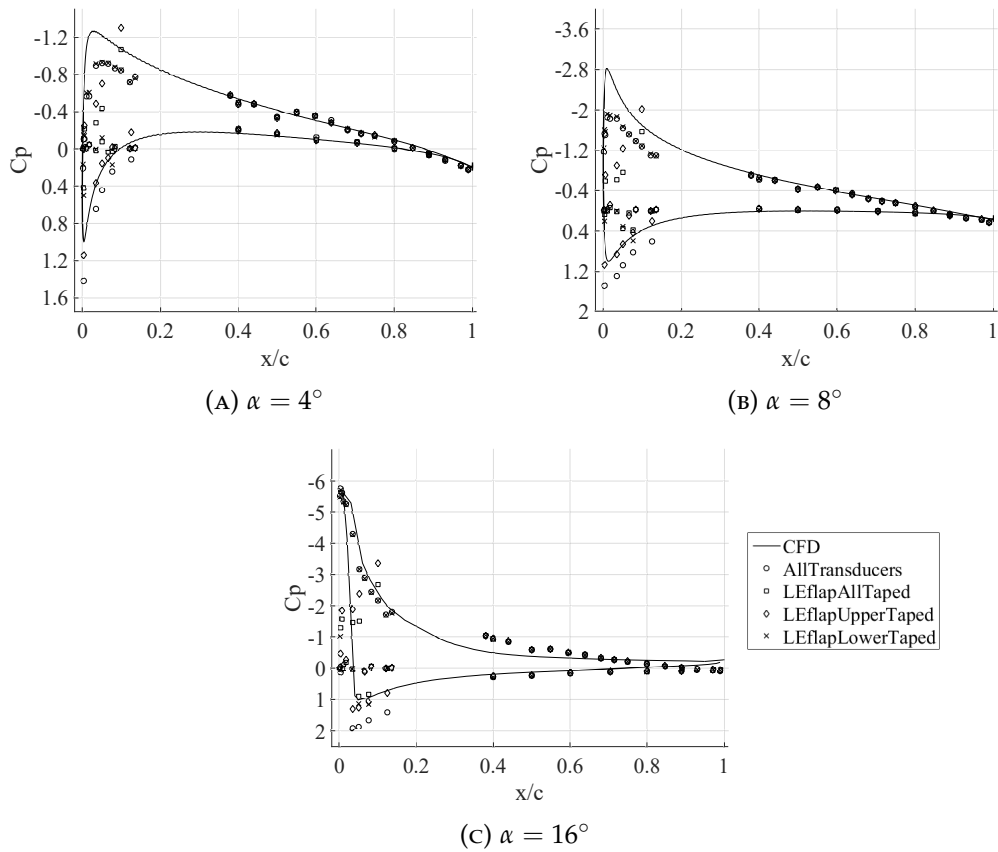 Cp
-1.2
-0.8
-0.4
0
0.4
0.8
1.2
1.6
0 0.2 0.4 0.6 0.8 1
x/c
(A) α = 4°
Cp
-3.6
-2.8
-2
-1.2
-0.4
0.4
1.2
2
0 0.2 0.4 0.6 0.8 1
x/c
(B) α = 8°
Cp
-6
-5
-4
-3
-2
-1
0
1
2
0 0.2 0.4 0.6 0.8 1
x/c
CFD
AllTransducers
LEflapAllTaped
LEflapUpperTaped
LEflapLowerTaped
(C) α = 16°